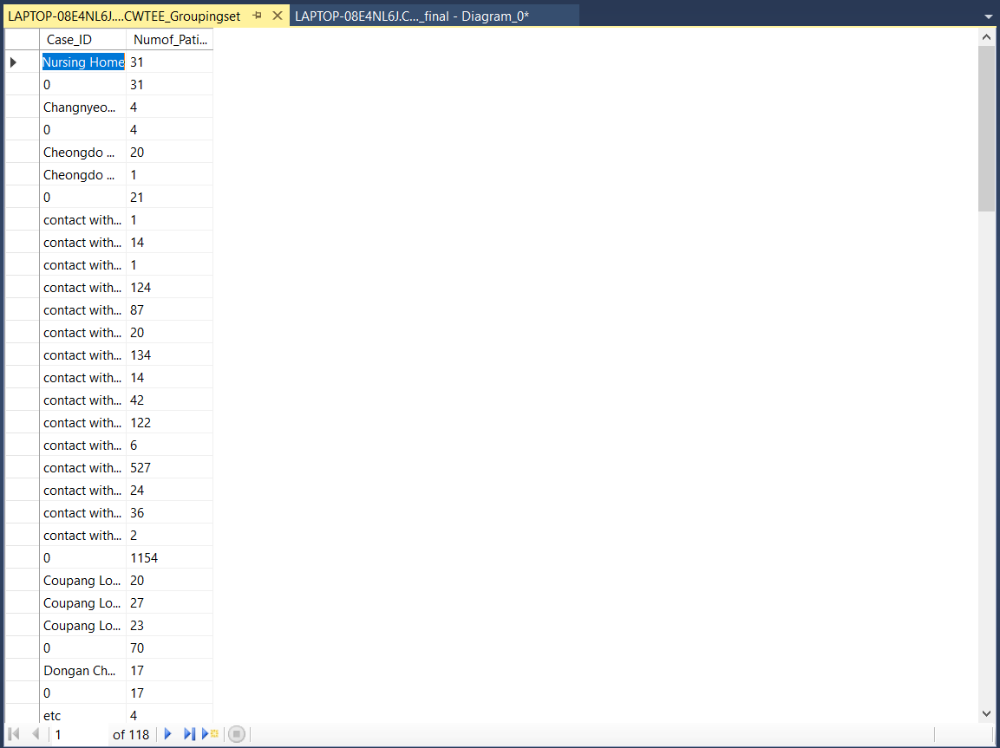 LAPTOP-08E4NL6J....CWTEE_Groupingset LAPTOP-08E4NL6J.C..._final - Diagram_0*
Case_ID Numof_Pati...
Nursing Home 31
0 31
Changnyeo... 4
0 4
Cheongdo ... 20
Cheongdo ... 1
0 21
contact with... 1
contact with... 14
contact with... 1
contact with... 124
contact with... 87
contact with... 20
contact with... 134
contact with... 14
contact with... 42
contact with... 122
contact with... 6
contact with... 527
contact with... 24
contact with... 36
contact with... 2
0 1154
Coupang Lo... 20
Coupang Lo... 27
Coupang Lo... 23
0 70
Dongan Ch... 17
0 17
etc 4
1 of 118